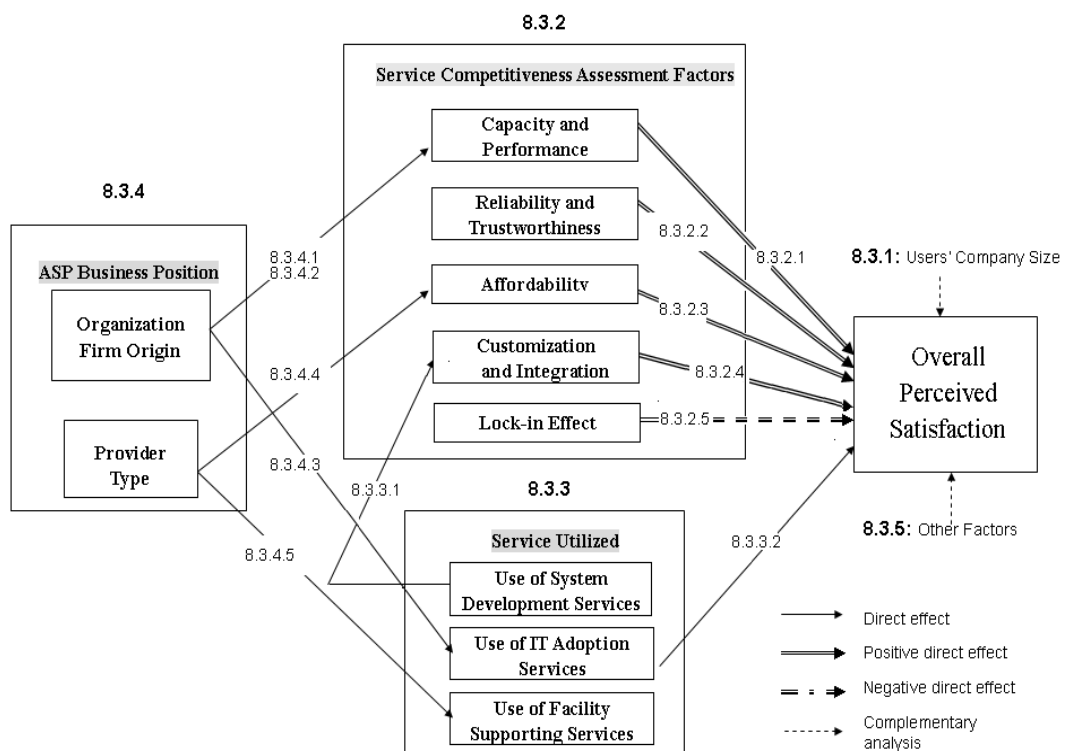 8.3.2
Service Competitiveness Assessment Factors
Capacity and
Performance
8.3.4
Reliability and
Trustworthiness
8.3.2.2
8.3.4.1
8.3.4.2
8.3.2.1
8.3.1: Users' Company Size
ASP Business Position
Affordability
Organization
Firm Origin
8.3.2.3
Customization
and Integration
8.3.4.4
8.3.2.4
Overall
Perceived
Satisfaction
Lock-in Effect
8.3.2.5
Provider
Type
8.3.4.3
8.3.3.1
8.3.3
8.3.5: Other Factors
Service Utilized
8.3.3.2
8.3.4.5
Use of System
Development Services
Direct effect
Use of IT Adoption
Services
Positive direct effect
Negative direct effect
Use of Facility
Supporting Services
Complementary
analysis